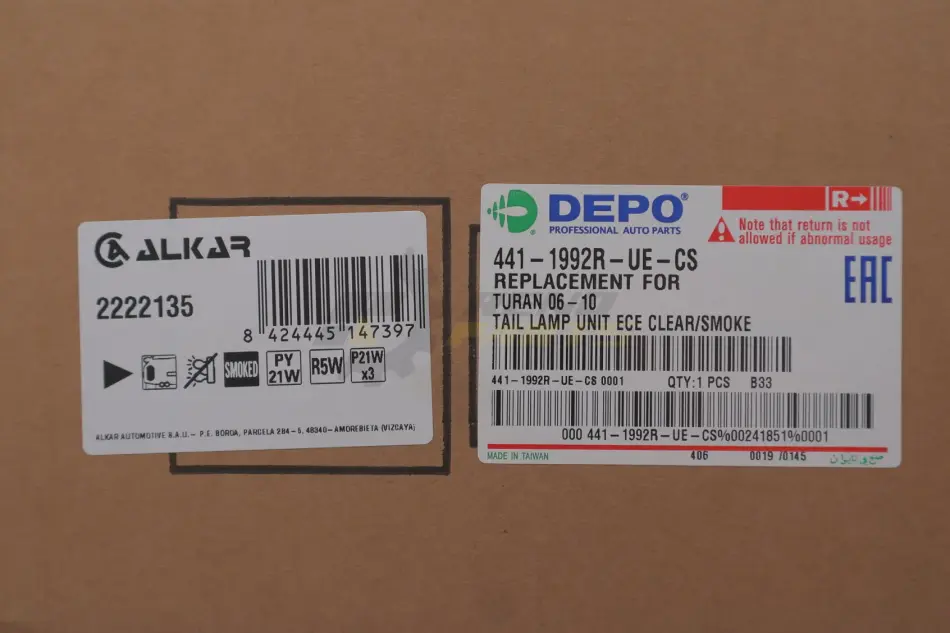 ALKAR
2222135
8 424445 147397
SMOKED
PY
21W
R5W
P21W
x3
ALKAR AUTOMOTIVE S.A.U. - P.E. BOROA, PARCELA 2B4 - 5, 48340 - AMOREBIETA (VIZCAYA)
DEPO®
PROFESSIONAL AUTO PARTS
R→
Note that return is not
allowed if abnormal usage
441-1992R-UE-CS
REPLACEMENT FOR
TURAN 06-10
TAIL LAMP UNIT ECE CLEAR/SMOKE
EAC
441-1992R-UE-CS 0001 QTY:1 PCS B33
000 441-1992R-UE-CS%00241851%0001
MADE IN TAIWAN 406 0019 /0145